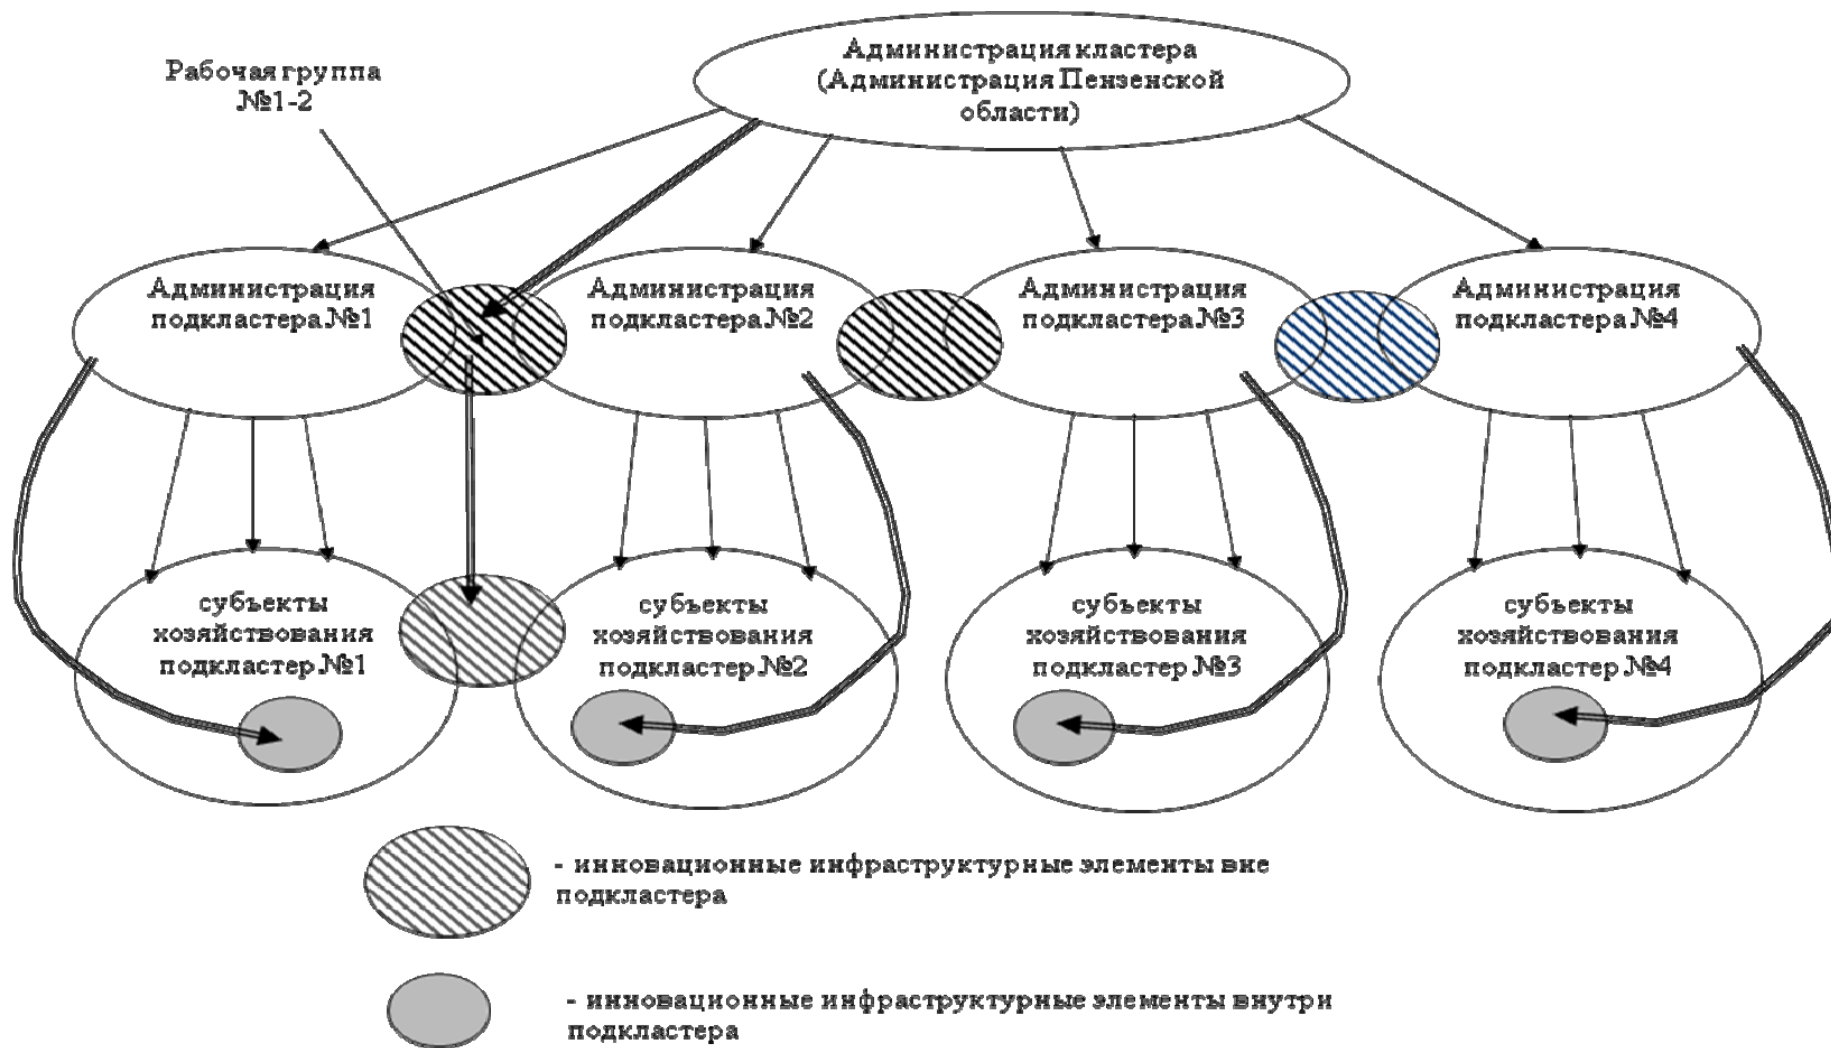 Администрация кластера
(Администрация Пензенской
области)
Рабочая группа
№1-2
Администрация
подкластера №1
Администрация
подкластера №2
Администрация
подкластера №3
Администрация
подкластера №4
субъекты
хозяйствования
подкластер №1
субъекты
хозяйствования
подкластер №2
субъекты
хозяйствования
подкластер №3
субъекты
хозяйствования
подкластер №4
- инновационные инфраструктурные элементы вне
подкластера
- инновационные инфраструктурные элементы внутри
подкластера